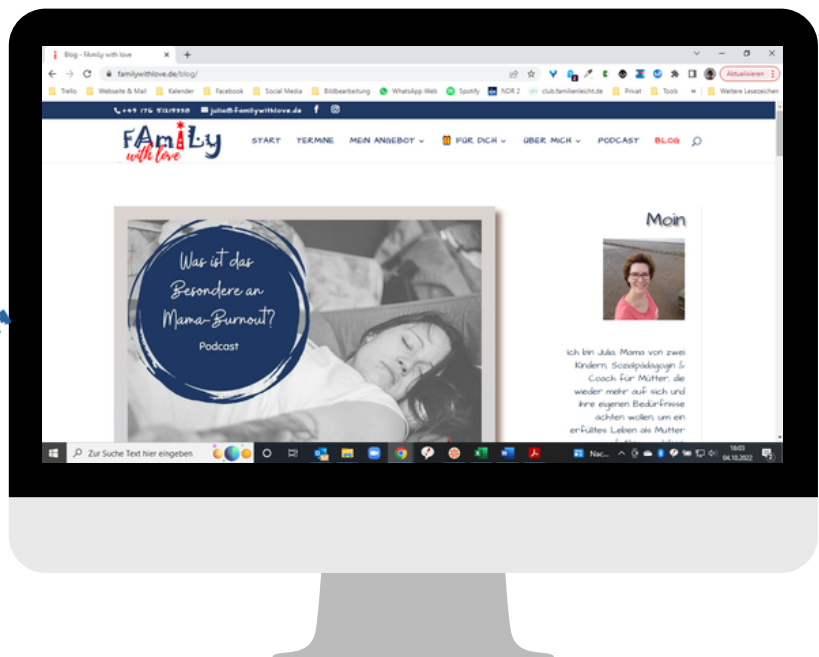 Blog - FAmily with love
familywithlove.de/blog/
Aktualisieren
Trello Webseite & Mail Kalender Facebook Social Media Bildbearbeitung WhatsApp Web Spotify NDR 2 club.familienleicht.de Privat Tools » Weitere Lesezeichen
julia@familywithlove.de
FAmiLy
with love
START TERMINE MEIN ANGEBOT FÜR DICH ÜBER MICH PODCAST BLOG
Was ist das
Besondere an
Mama-Burnout?
Podcast
Moin
Ich bin Julia, Mama von zwei
Kindern, Sozialpädagogin &
Coach für Mütter, die
wieder mehr auf sich und
ihre eigenen Bedürfnisse
achten wollen, um ein
erfülltes Leben als Mutter
Zur Suche Text hier eingeben
Nac...
16:03
04.10.2022